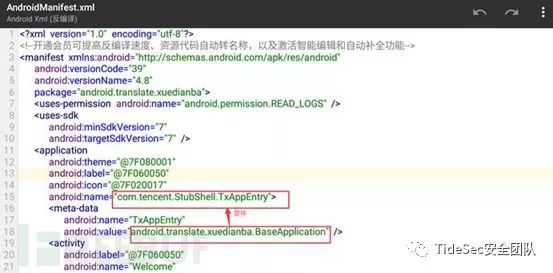 AndroidManifest.xml
Android Xml (反编译)
1 <?xml version="1.0" encoding="utf-8"?>
2 <!--开通会员可提高反编译速度、资源代码自动转名称，以及激活智能编辑和自动补全功能-->
3 <manifest xmlns:android="http://schemas.android.com/apk/res/android"
4 android:versionCode="39"
5 android:versionName="4.8"
6 package="android.translate.xuedianba">
7 <uses-permission android:name="android.permission.READ_LOGS" />
8 <uses-sdk
9 android:minSdkVersion="7"
10 android:targetSdkVersion="7" />
11 <application
12 android:theme="@7F080001"
13 android:label="@7F060050"
14 android:icon="@7F020017"
15 android:name="com.tencent.StubShell.TxAppEntry">
16 <meta-data
替换
17 android:name="TxAppEntry"
18 android:value="android.translate.xuedianba.BaseApplication" />
19 <activity
20 android:label="@7F060050"
21 android:name="Welcome"
TideSec安全团队